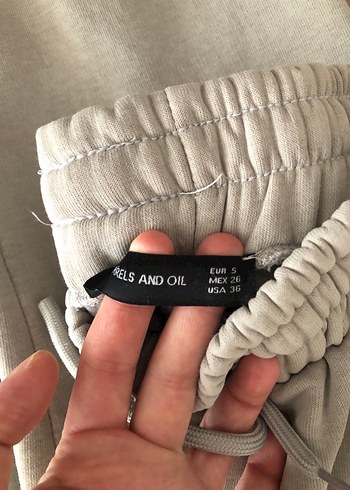 RELS AND OIL
EUR S
MEX 26
USA 36